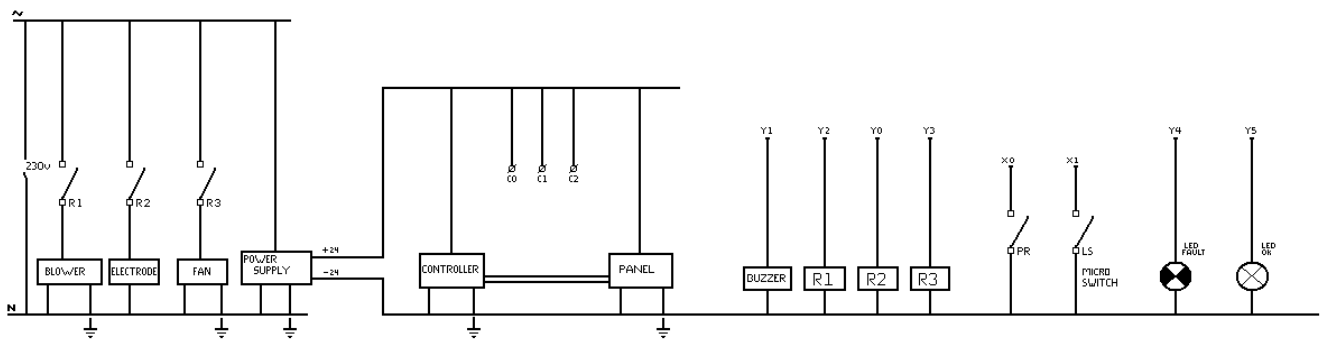 ~
230v
R1
R2
R3
BLOWER
ELECTRODE
FAN
POWER
SUPPLY
+24
-24
N
C0
C1
C2
CONTROLLER
PANEL
Y1
Y2
Y0
Y3
BUZZER
R1
R2
R3
X0
X1
PR
LS
MICRO
SWITCH
Y4
Y5
LED
FAULT
LED
Ok